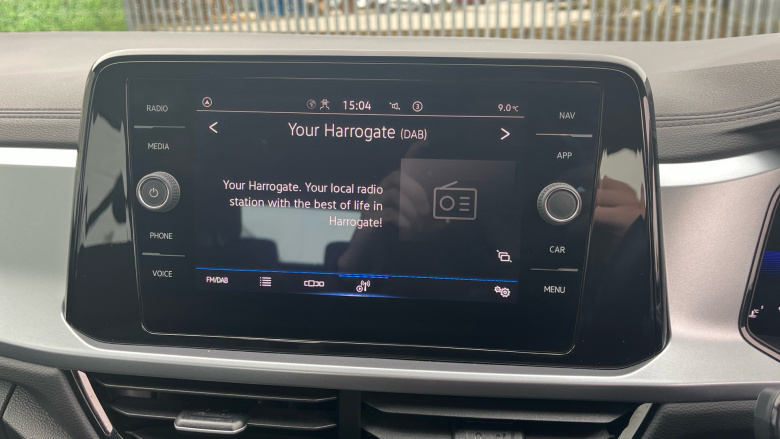 RADIO
MEDIA
PHONE
VOICE
15:04
3
9.0°C
Your Harrogate (DAB)
Your Harrogate. Your local radio
station with the best of life in
Harrogate!
FM/DAB
NAV
APP
CAR
MENU